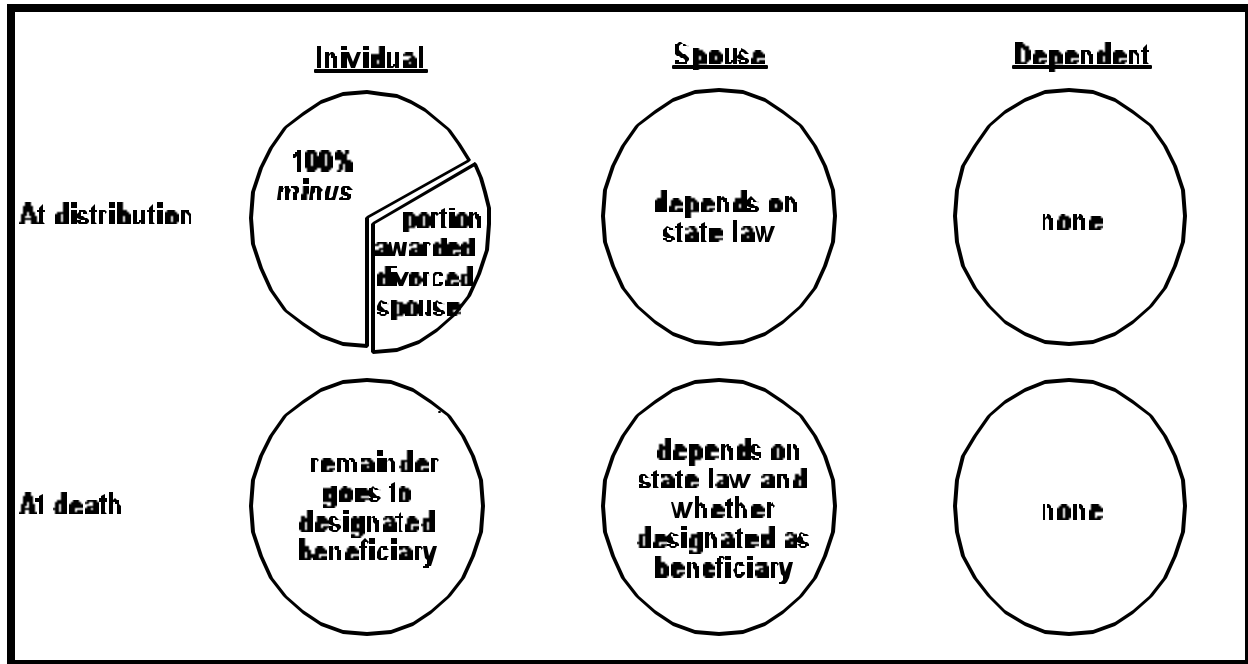 Inividual
Spouse
Dependent
At distribution
100%
minus
portion
awarded
divorced
spouse
depends on
state law
none
At death
remainder
goes to
designated
beneficiary
depends on
state law and
whether
designated as
beneficiary
none